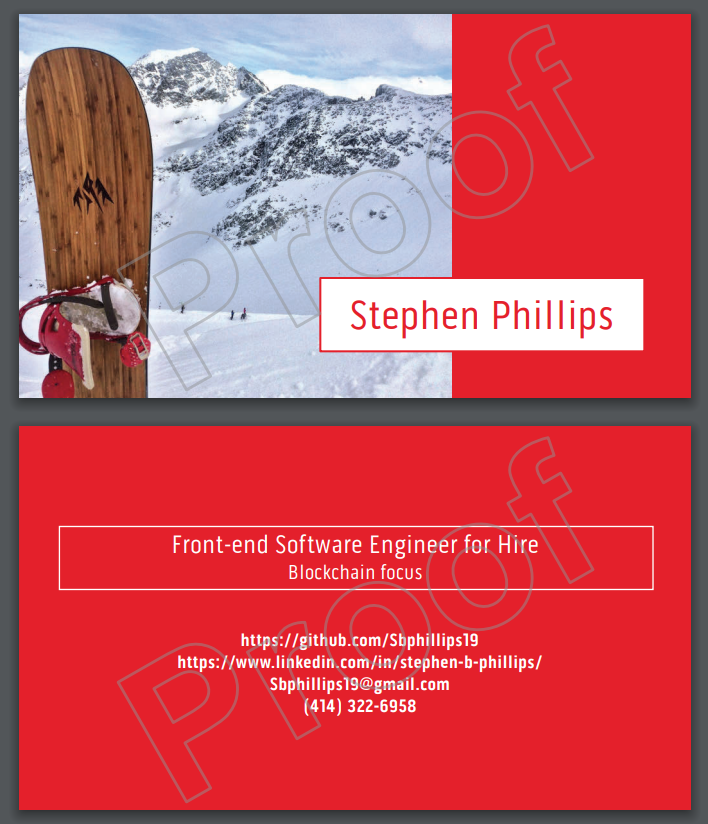 Proof
Stephen Phillips
Proof
Front-end Software Engineer for Hire
Blockchain focus
https://github.com/Sbphillips19
https://www.linkedin.com/in/stephen-b-phillips/
Sbphillips19@gmail.com
(414) 322-6958